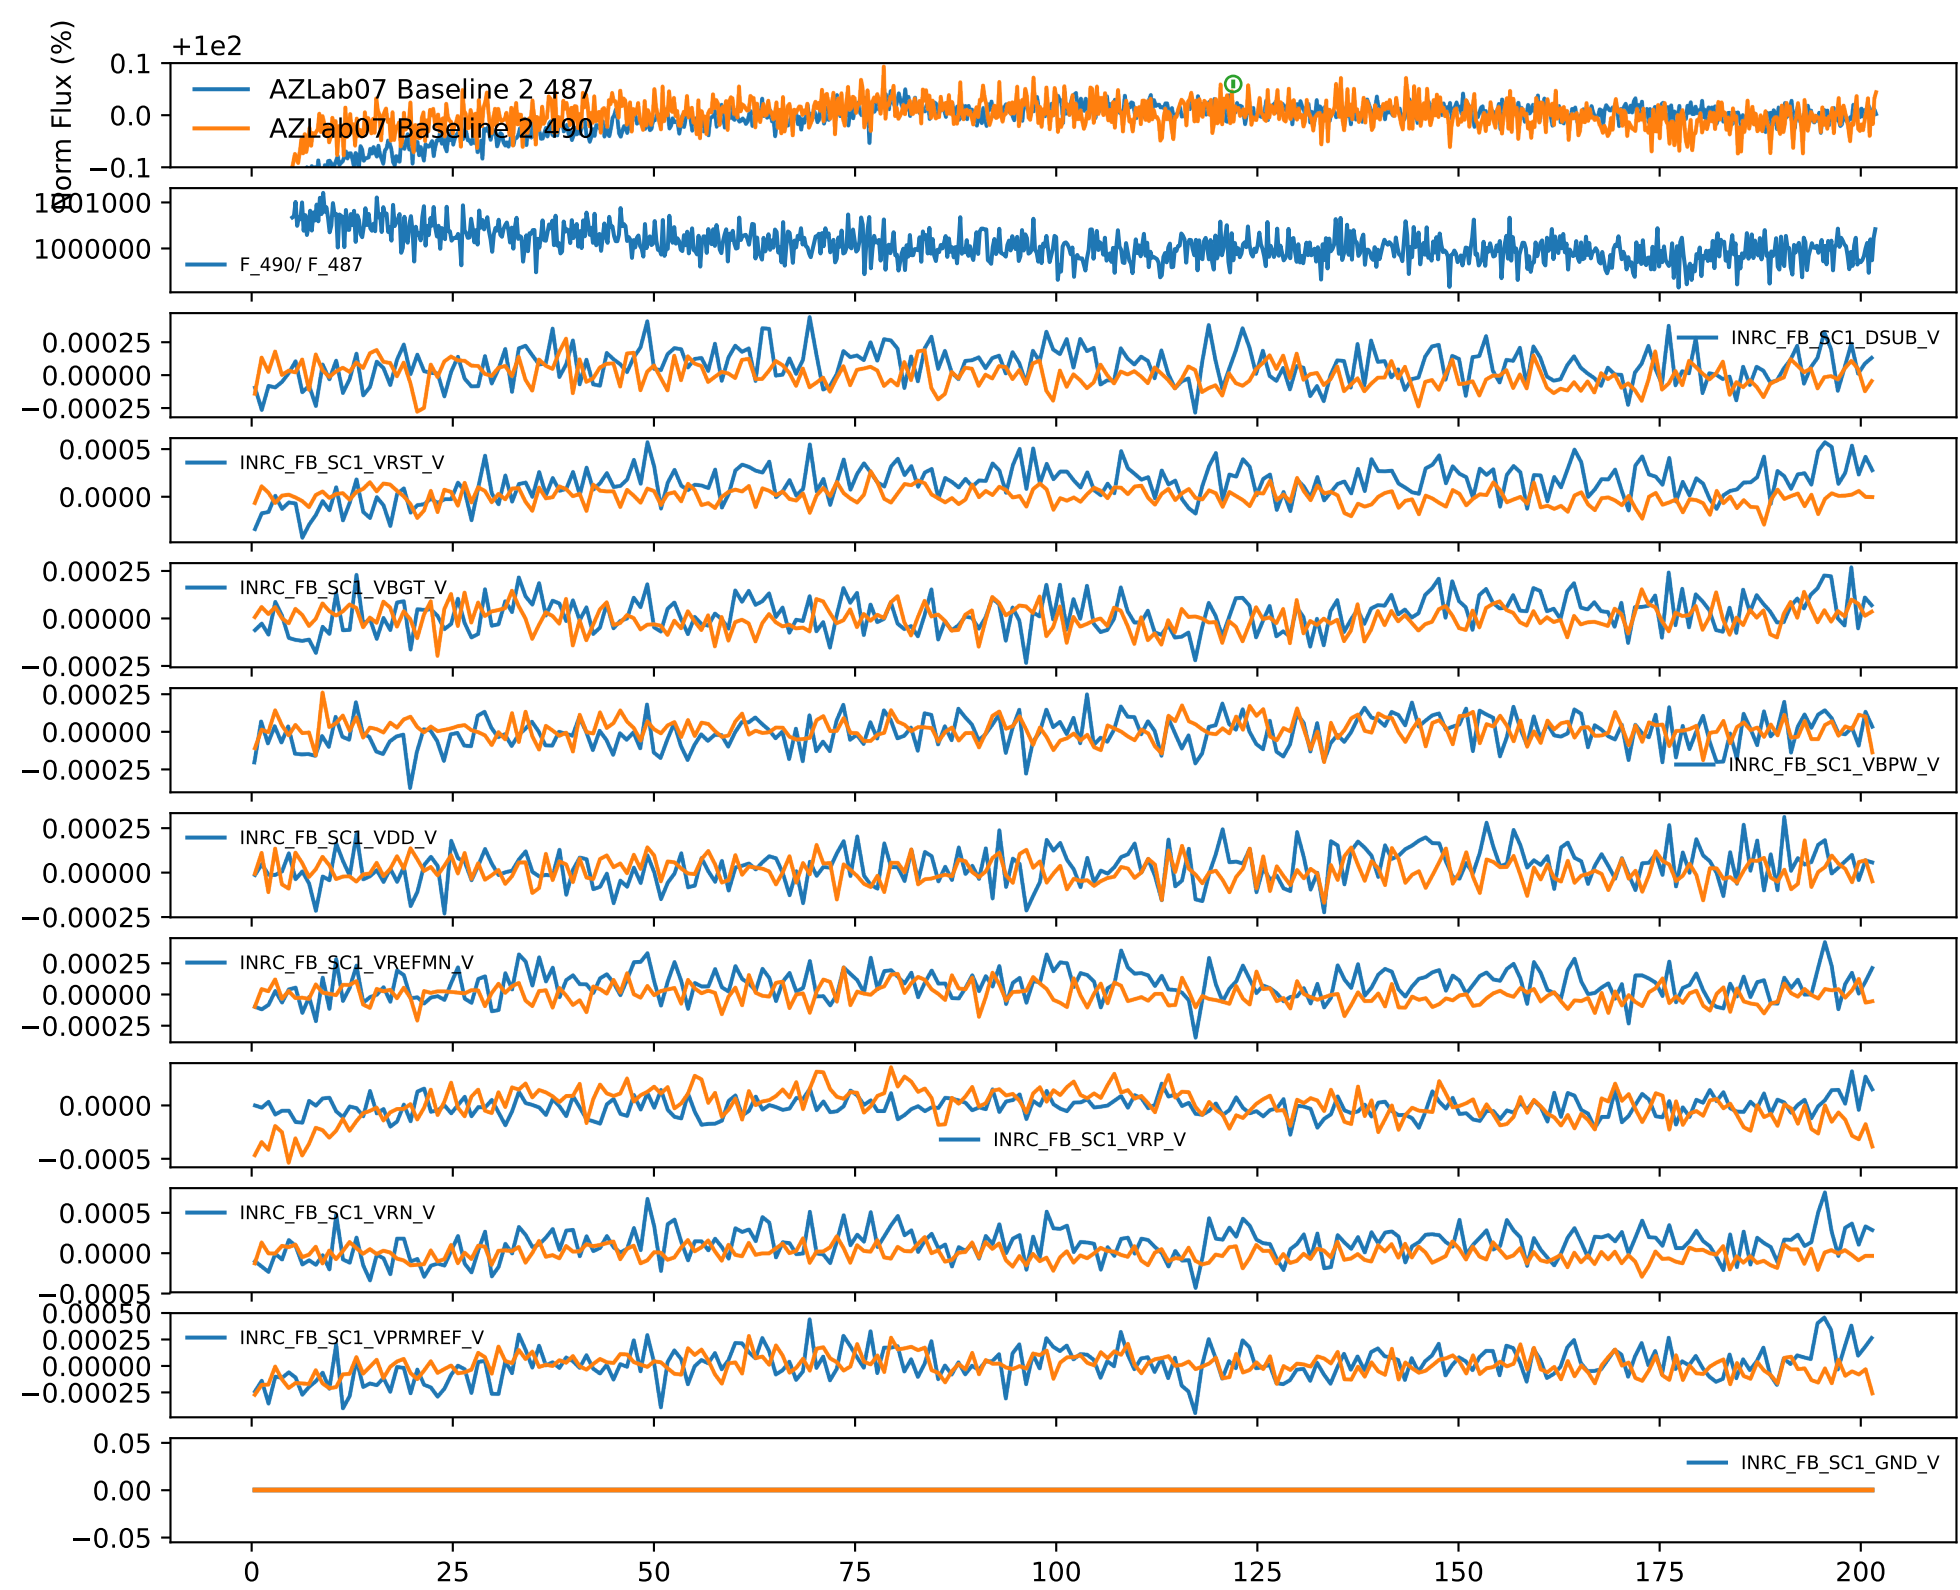 Norm Flux (%)
+1e2
0.1
0.0
−0.1
AZLab07 Baseline 2 487
AZLab07 Baseline 2 490
1001000
1000000
F_490/ F_487
0.00025
0.00000
−0.00025
INRC_FB_SC1_DSUB_V
0.0005
0.0000
INRC_FB_SC1_VRST_V
0.00025
0.00000
−0.00025
INRC_FB_SC1_VBGT_V
0.00025
0.00000
−0.00025
INRC_FB_SC1_VBPW_V
0.00025
0.00000
−0.00025
INRC_FB_SC1_VDD_V
0.00025
0.00000
−0.00025
INRC_FB_SC1_VREFMN_V
0.0000
−0.0005
INRC_FB_SC1_VRP_V
0.0005
0.0000
−0.0005
INRC_FB_SC1_VRN_V
0.00050
0.00025
0.00000
−0.00025
INRC_FB_SC1_VPRMREF_V
0.05
0.00
−0.05
INRC_FB_SC1_GND_V
0 25 50 75 100 125 150 175 200